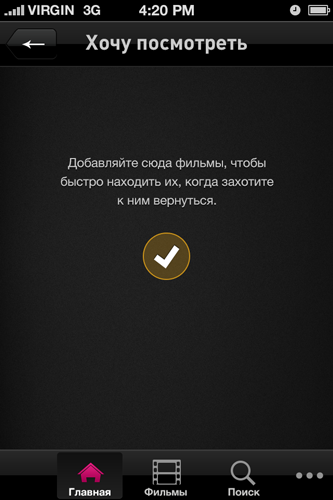 VIRGIN 3G 4:20 PM
Хочу посмотреть
Добавляйте сюда фильмы, чтобы
быстро находить их, когда захотите
к ним вернуться.
Главная Фильмы Поиск